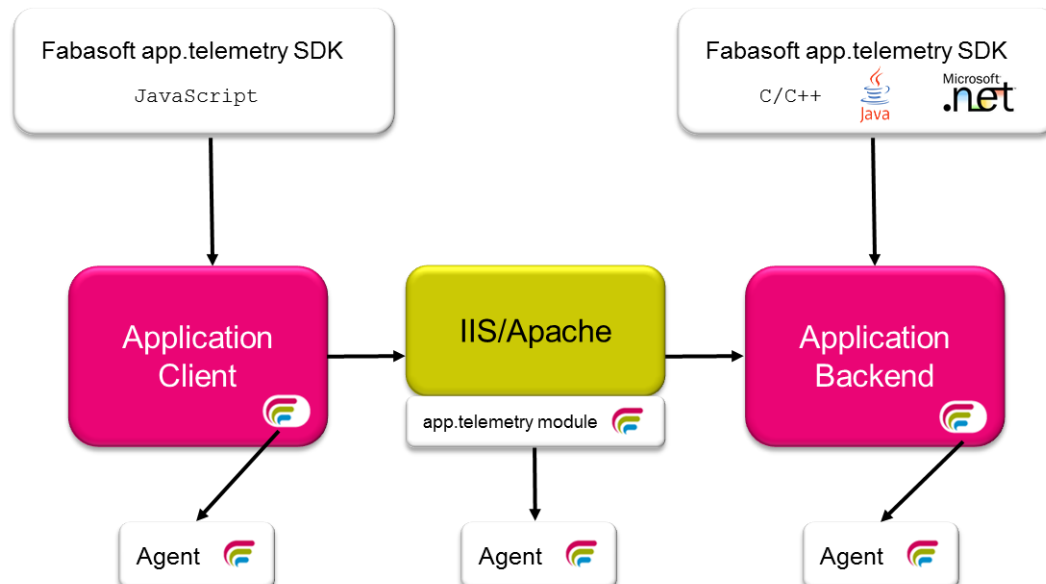 Fabasoft app.telemetry SDK
JavaScript
Fabasoft app.telemetry SDK
C/C++
Java
Microsoft
.net
Application
Client
IIS/Apache
app.telemetry module
Application
Backend
Agent
Agent
Agent